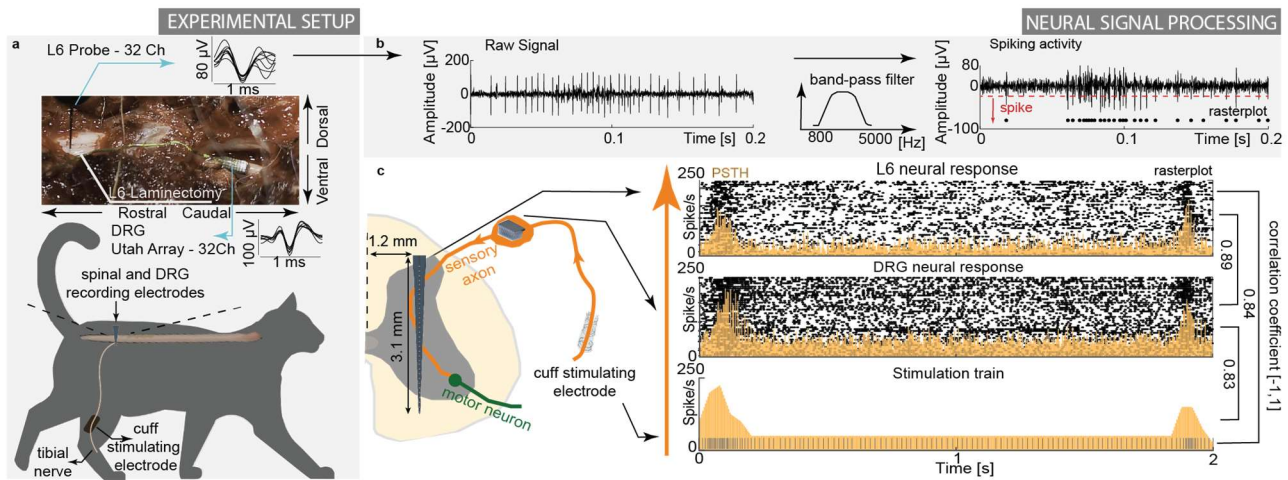 EXPERIMENTAL SETUP
NEURAL SIGNAL PROCESSING
a
L6 Probe - 32 Ch
80 µV
1 ms
Dorsal
Ventral
L6 Laminectomy
Rostral Caudal
DRG
Utah Array - 32Ch
100 µV
1 ms
spinal and DRG
recording electrodes
tibial
nerve
cuff
stimulating
electrode
b
Raw Signal
Amplitude [µV]
200
0
-200
0.1
Time [s]
0.2
band-pass filter
800
5000
[Hz]
Spiking activity
Amplitude [µV]
80
0
-100
spike
rasterplot
0
0.1
Time [s]
0.2
c
1.2 mm
3.1 mm
sensory
axon
motor neuron
cuff stimulating
electrode
250
PSTH
L6 neural response
rasterplot
Spike/s
0
250
DRG neural response
Spike/s
0
250
Stimulation train
Spike/s
0
0
1
2
Time [s]
0.89
0.84
0.83
correlation coefficient [-1,1]